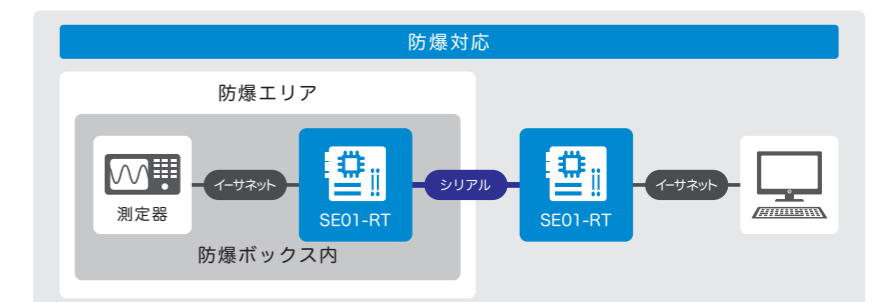 防爆対応
防爆エリア
測定器
イーサネット
SE01-RT
シリアル
SE01-RT
イーサネット
防爆ボックス内